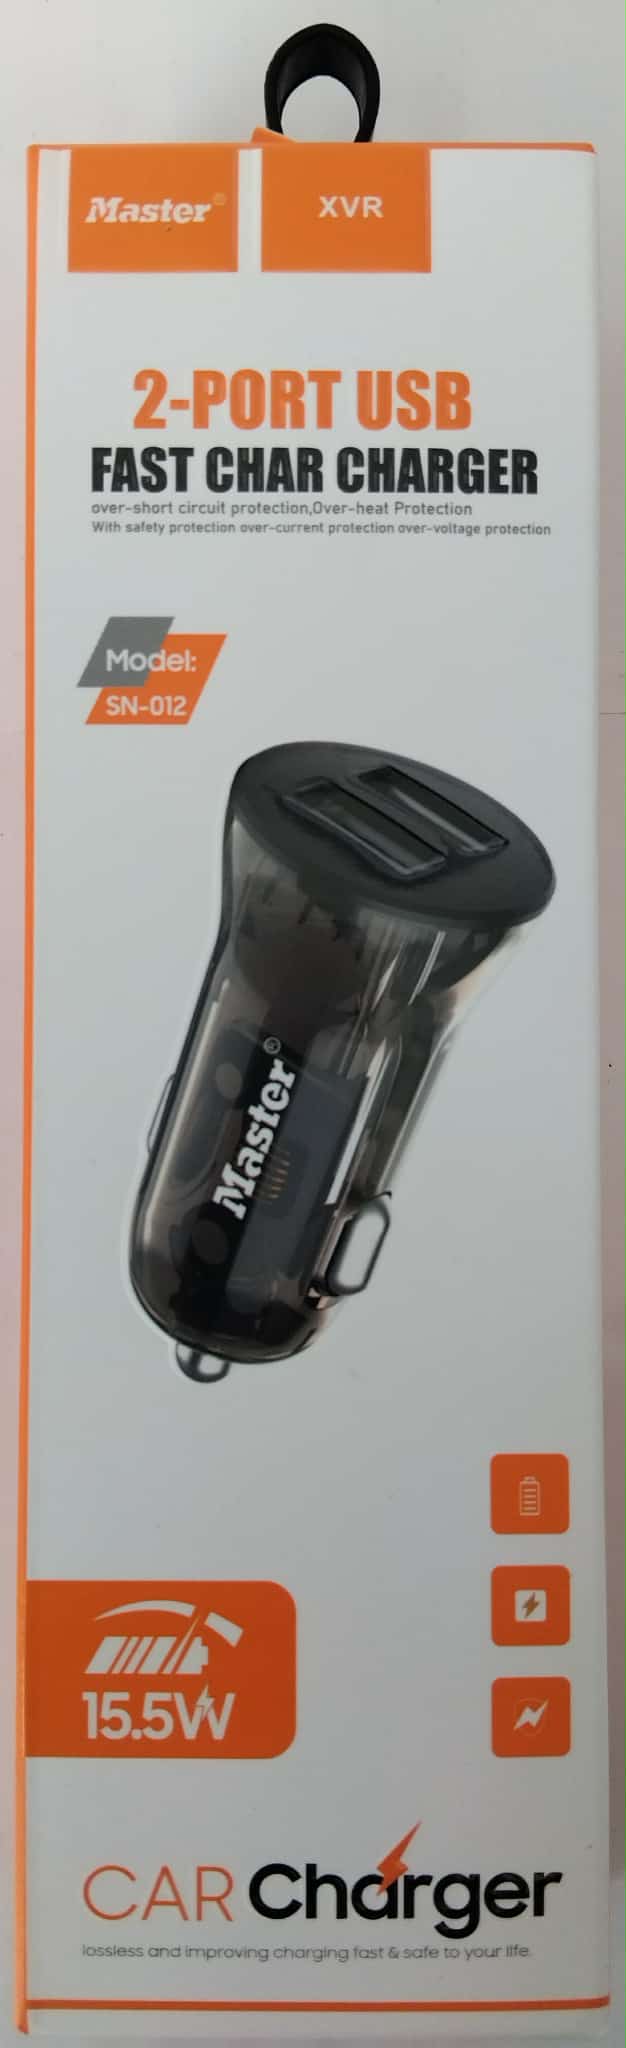 Master®
XVR
2-PORT USB
FAST CHAR CHARGER
over-short circuit protection,Over-heat Protection
With safety protection over-current protection over-voltage protection
Model:
SN-012
Master®
15.5W
CAR Charger
lossless and improving charging fast & safe to your life.